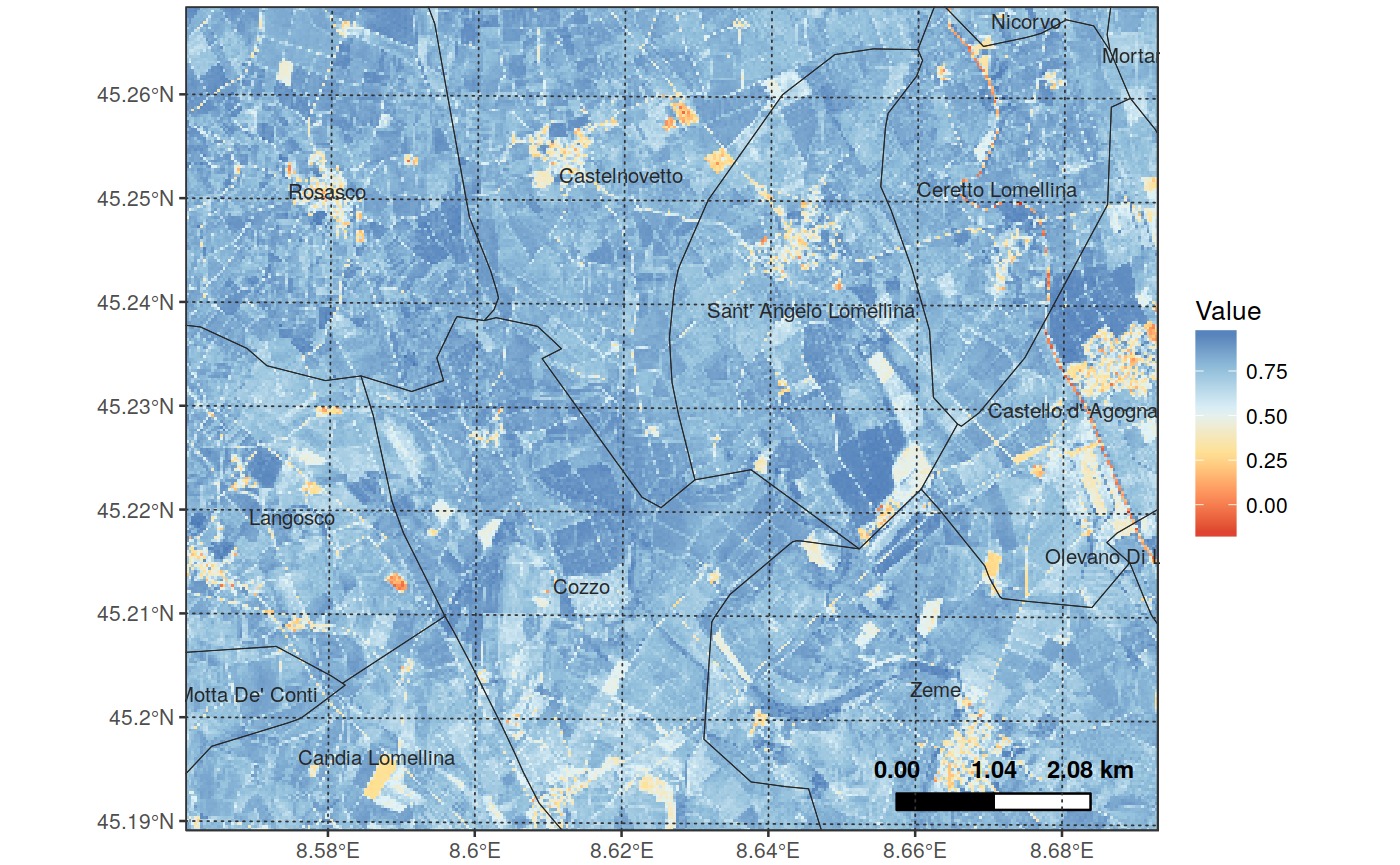 Nicorvo
Mortar
45.26°N
Castelnovetto
45.25°N
Rosasco
Ceretto Lomellina
45.24°N
Sant' Angelo Lomellina
Value
0.75
0.50
0.25
0.00
45.23°N
Castello d' Agogna
45.22°N
Langosco
Olevano Di L
Cozzo
45.21°N
Motta De' Conti
Zeme
45.2°N
Candia Lomellina
0.00 1.04 2.08 km
45.19°N
8.58°E 8.6°E 8.62°E 8.64°E 8.66°E 8.68°E